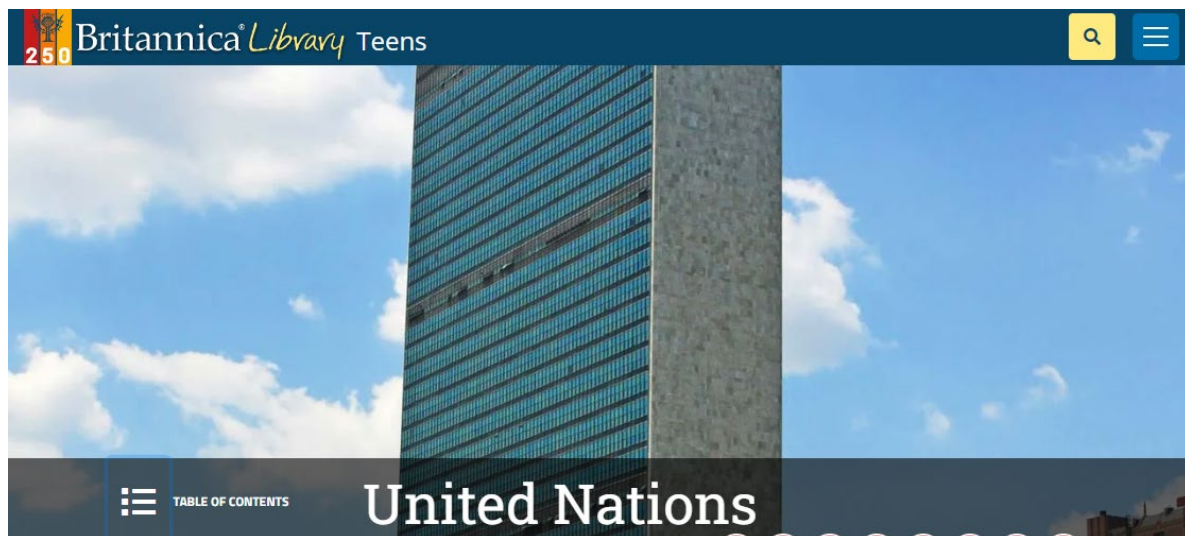 250 Britannica® Library Teens
TABLE OF CONTENTS
United Nations